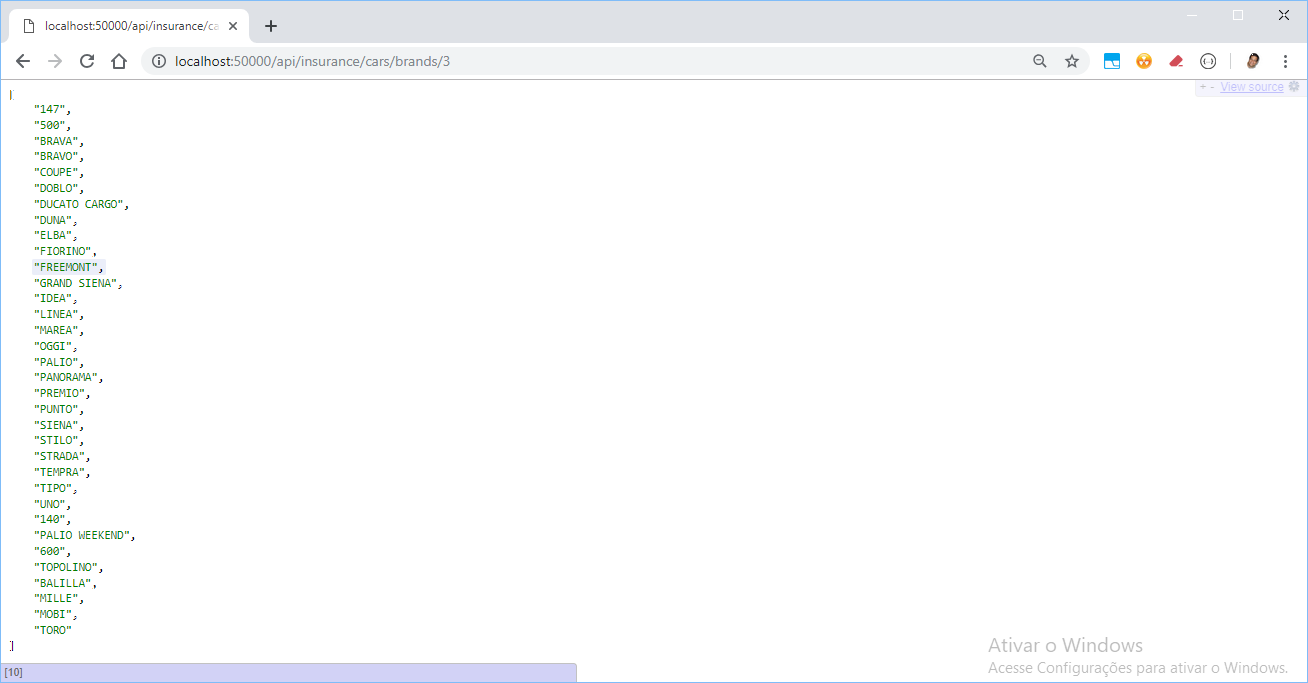 localhost:50000/api/insurance/ca
localhost:50000/api/insurance/cars/brands/3
+ - View source
[
"147",
"500",
"BRAVA",
"BRAVO",
"COUPE",
"DOBLO",
"DUCATO CARGO",
"DUNA",
"ELBA",
"FIORINO",
"FREEMONT",
"GRAND SIENA",
"IDEA",
"LINEA",
"MAREA",
"OGGI",
"PALIO",
"PANORAMA",
"PREMIO",
"PUNTO",
"SIENA",
"STILO",
"STRADA",
"TEMPRA",
"TIPO",
"UNO",
"140",
"PALIO WEEKEND",
"600",
"TOPOLINO",
"BALILLA",
"MILLE",
"MOBI",
"TORO"
]
Ativar o Windows
Acesse Configurações para ativar o Windows.
[10]